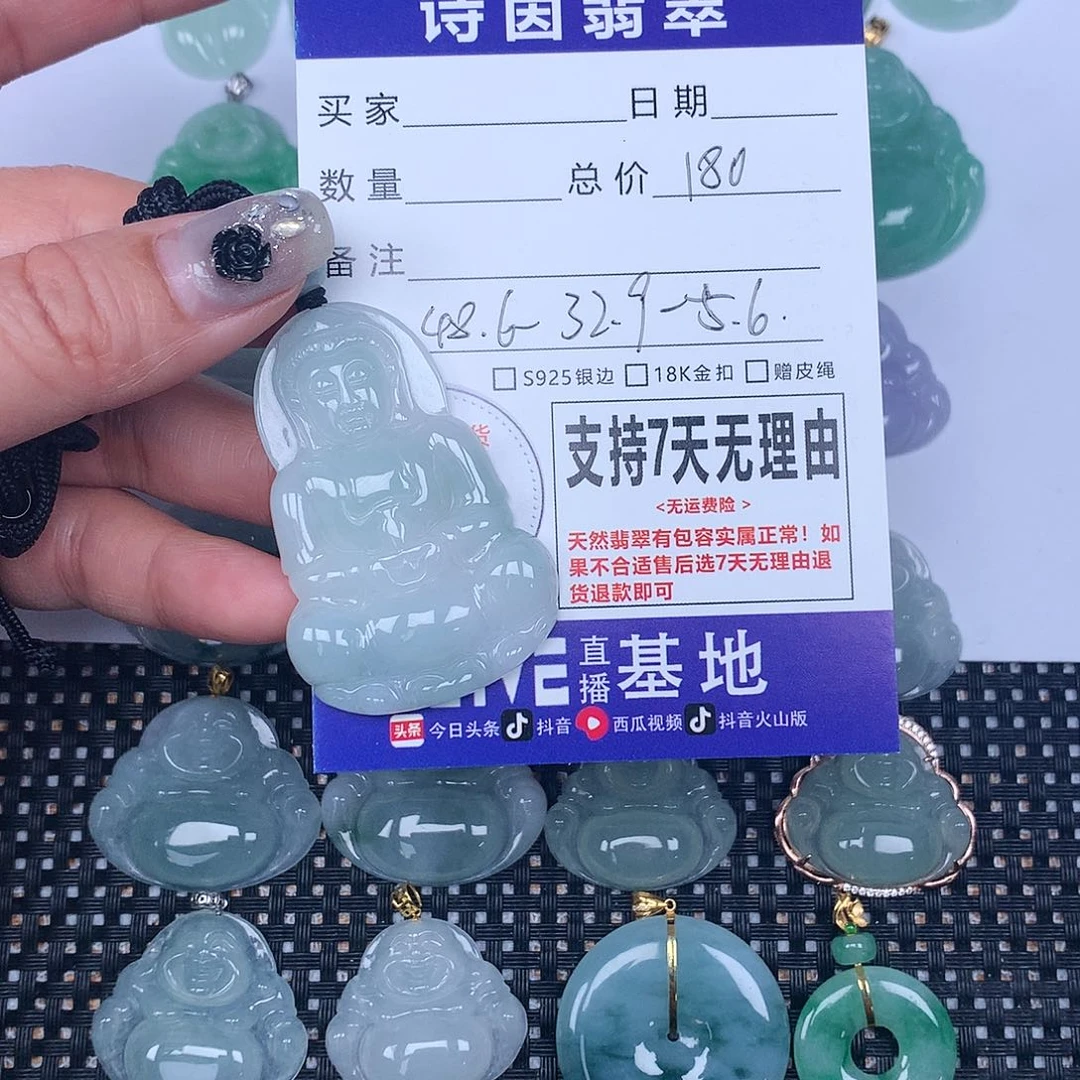 诗因翡翠
买家 日期
数量 总价 180
备注
48.6-32.9-5.6.
S925银边 18K金扣 赠皮绳
货
支持7天无理由
<无运费险>
天然翡翠有包容实属正常！如
果不合适售后选7天无理由退
货退款即可
直播基地
头条 今日头条 抖音 西瓜视频 抖音火山版